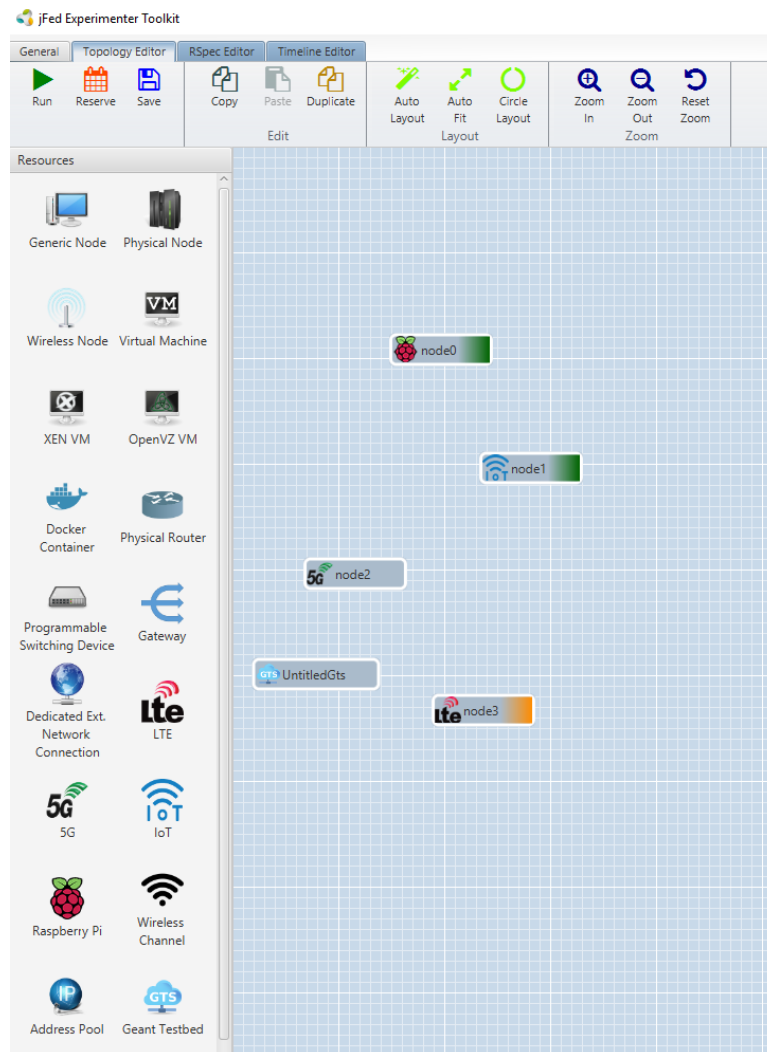 jFed Experimenter Toolkit
General Topology Editor RSpec Editor Timeline Editor
Run Reserve Save Copy Paste Duplicate Auto Layout Auto Fit Circle Layout Zoom In Zoom Out Reset Zoom
Edit Layout Zoom
Resources
Generic Node Physical Node
Wireless Node VM Virtual Machine
XEN VM OpenVZ VM
Docker Container Physical Router
Programmable Switching Device Gateway
Dedicated Ext. Network Connection Lte LTE
5G 5G IoT IoT
Raspberry Pi Wireless Channel
IP Address Pool GTS Geant Testbed
node0
IoT node1
5G node2
GTS UntitledGts
Lte node3